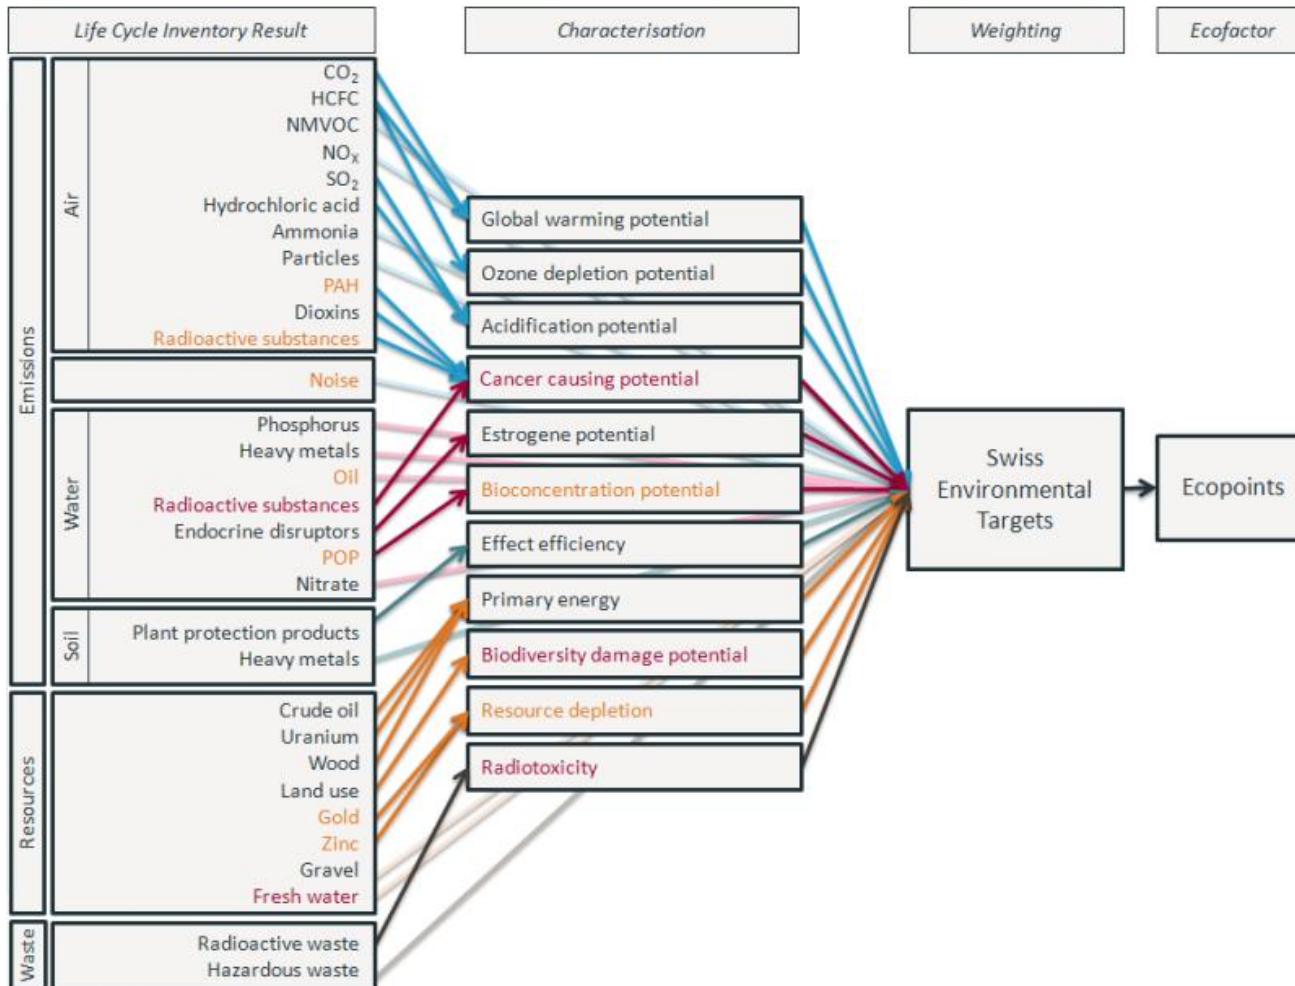 Life Cycle Inventory Result
Characterisation
Weighting
Ecofactor
Emissions
Air
CO₂
HCFC
NMVOC
NOₓ
SO₂
Hydrochloric acid
Ammonia
Particles
PAH
Dioxins
Radioactive substances
Noise
Water
Phosphorus
Heavy metals
Oil
Radioactive substances
Endocrine disruptors
POP
Nitrate
Soil
Plant protection products
Heavy metals
Resources
Crude oil
Uranium
Wood
Land use
Gold
Zinc
Gravel
Fresh water
Waste
Radioactive waste
Hazardous waste
Global warming potential
Ozone depletion potential
Acidification potential
Cancer causing potential
Estrogene potential
Bioconcentration potential
Effect efficiency
Primary energy
Biodiversity damage potential
Resource depletion
Radiotoxicity
Swiss
Environmental
Targets
Ecopoints